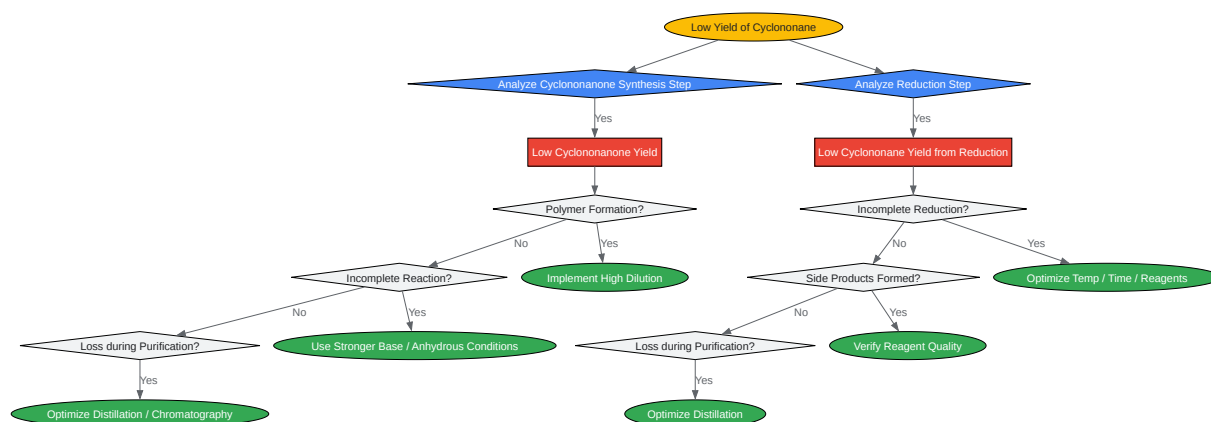 Low Yield of Cyclononane
Analyze Cyclononanone Synthesis Step
Analyze Reduction Step
Yes
Yes
Low Cyclononanone Yield
Low Cyclononane Yield from Reduction
Polymer Formation?
Incomplete Reduction?
No
Yes
No
Yes
Incomplete Reaction?
Implement High Dilution
Side Products Formed?
Optimize Temp / Time / Reagents
No
Yes
No
Yes
Loss during Purification?
Use Stronger Base / Anhydrous Conditions
Loss during Purification?
Verify Reagent Quality
Yes
Yes
Optimize Distillation / Chromatography
Optimize Distillation